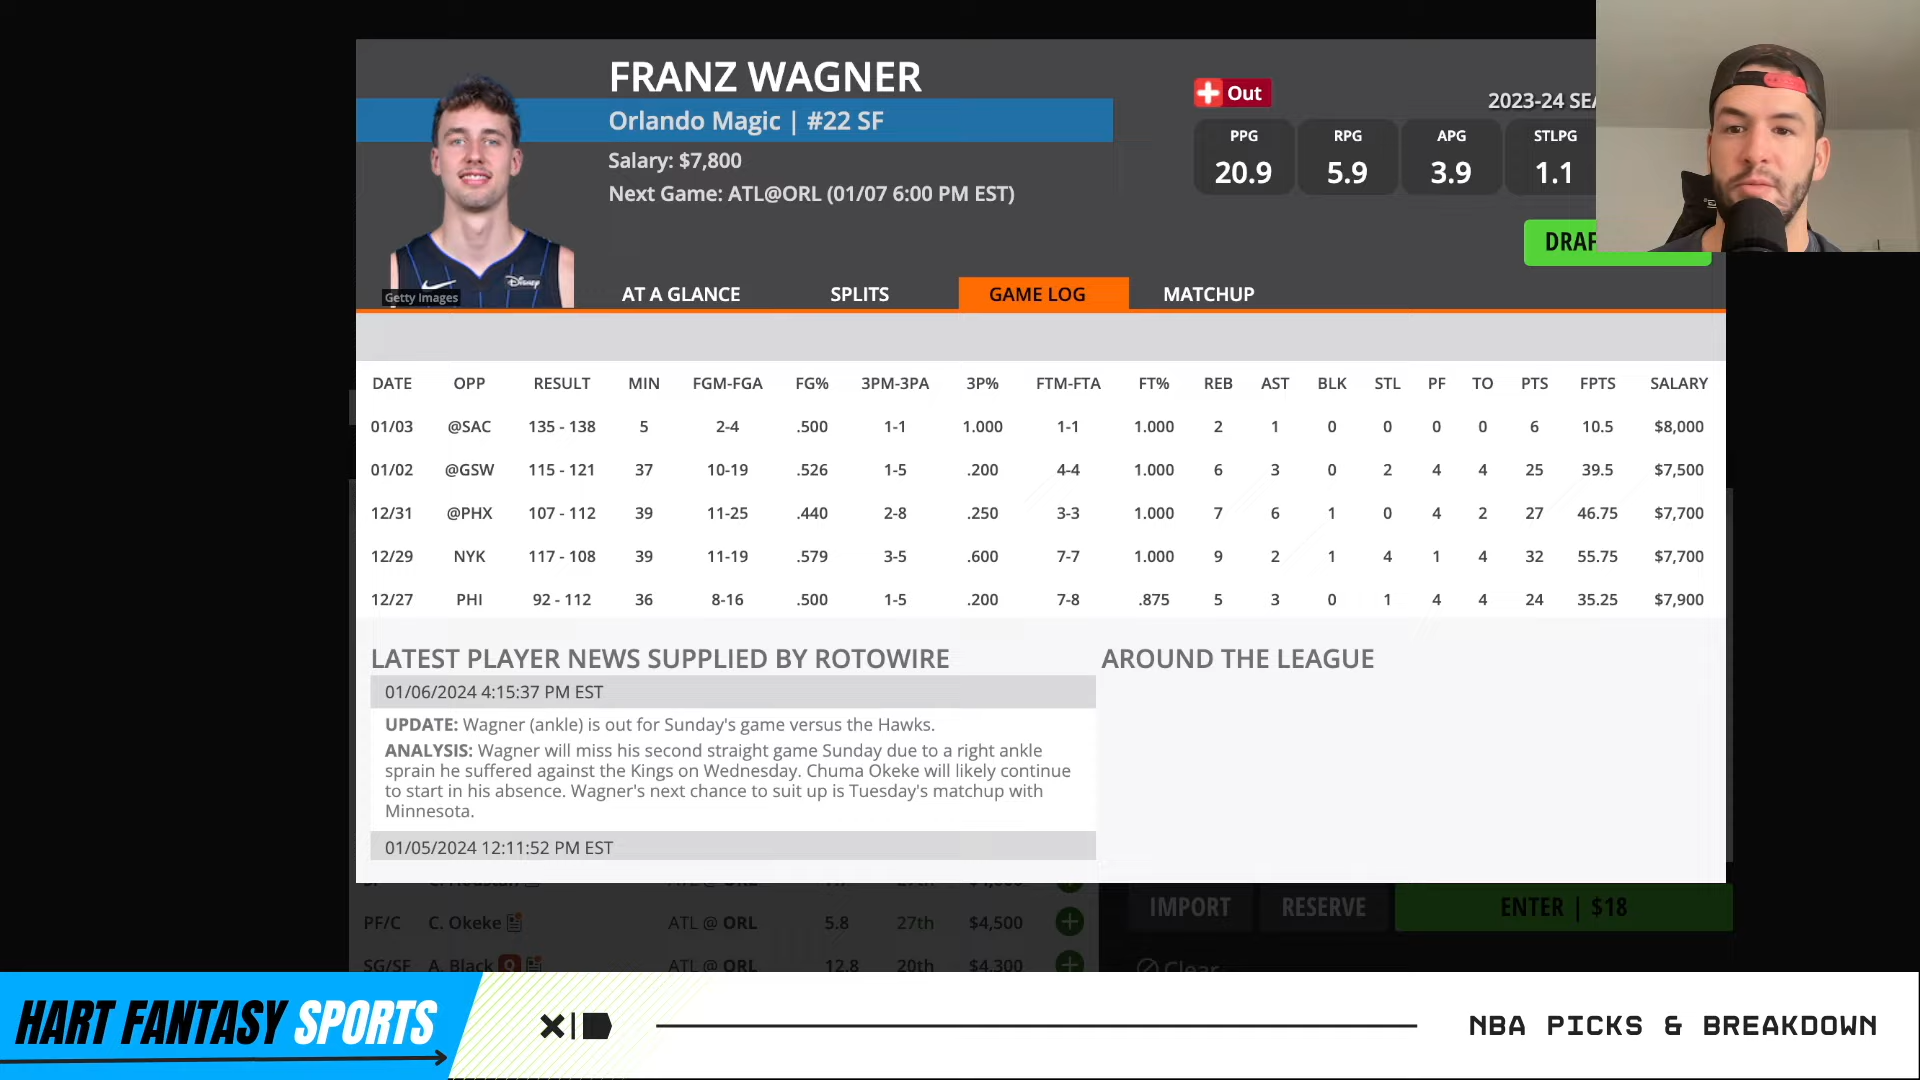 FRANZ WAGNER
Orlando Magic | #22 SF
Salary: $7,800
Next Game: ATL@ORL (01/07 6:00 PM EST)
Out
2023-24 SEA
PPG RPG APG STLPG
20.9 5.9 3.9 1.1
DRAF
Disney
Getty Images
AT A GLANCE SPLITS GAME LOG MATCHUP
DATE OPP RESULT MIN FGM-FGA FG% 3PM-3PA 3P% FTM-FTA FT% REB AST BLK STL PF TO PTS FPTS SALARY
01/03 @SAC 135 - 138 5 2-4 .500 1-1 1.000 1-1 1.000 2 1 0 0 0 0 6 10.5 $8,000
01/02 @GSW 115 - 121 37 10-19 .526 1-5 .200 4-4 1.000 6 3 0 2 4 4 25 39.5 $7,500
12/31 @PHX 107 - 112 39 11-25 .440 2-8 .250 3-3 1.000 7 6 1 0 4 2 27 46.75 $7,700
12/29 NYK 117 - 108 39 11-19 .579 3-5 .600 7-7 1.000 9 2 1 4 1 4 32 55.75 $7,700
12/27 PHI 92 - 112 36 8-16 .500 1-5 .200 7-8 .875 5 3 0 1 4 4 24 35.25 $7,900
LATEST PLAYER NEWS SUPPLIED BY ROTOWIRE
AROUND THE LEAGUE
01/06/2024 4:15:37 PM EST
UPDATE: Wagner (ankle) is out for Sunday's game versus the Hawks.
ANALYSIS: Wagner will miss his second straight game Sunday due to a right ankle
sprain he suffered against the Kings on Wednesday. Chuma Okeke will likely continue
to start in his absence. Wagner's next chance to suit up is Tuesday's matchup with
Minnesota.
01/05/2024 12:11:52 PM EST
PF/C C. Okeke ATL @ ORL 5.8 27th $4,500
SG/SF A. Black Q ATL @ ORL 12.8 20th $4,300
IMPORT RESERVE ENTER | $18
Clear
HART FANTASY SPORTS
NBA PICKS & BREAKDOWN